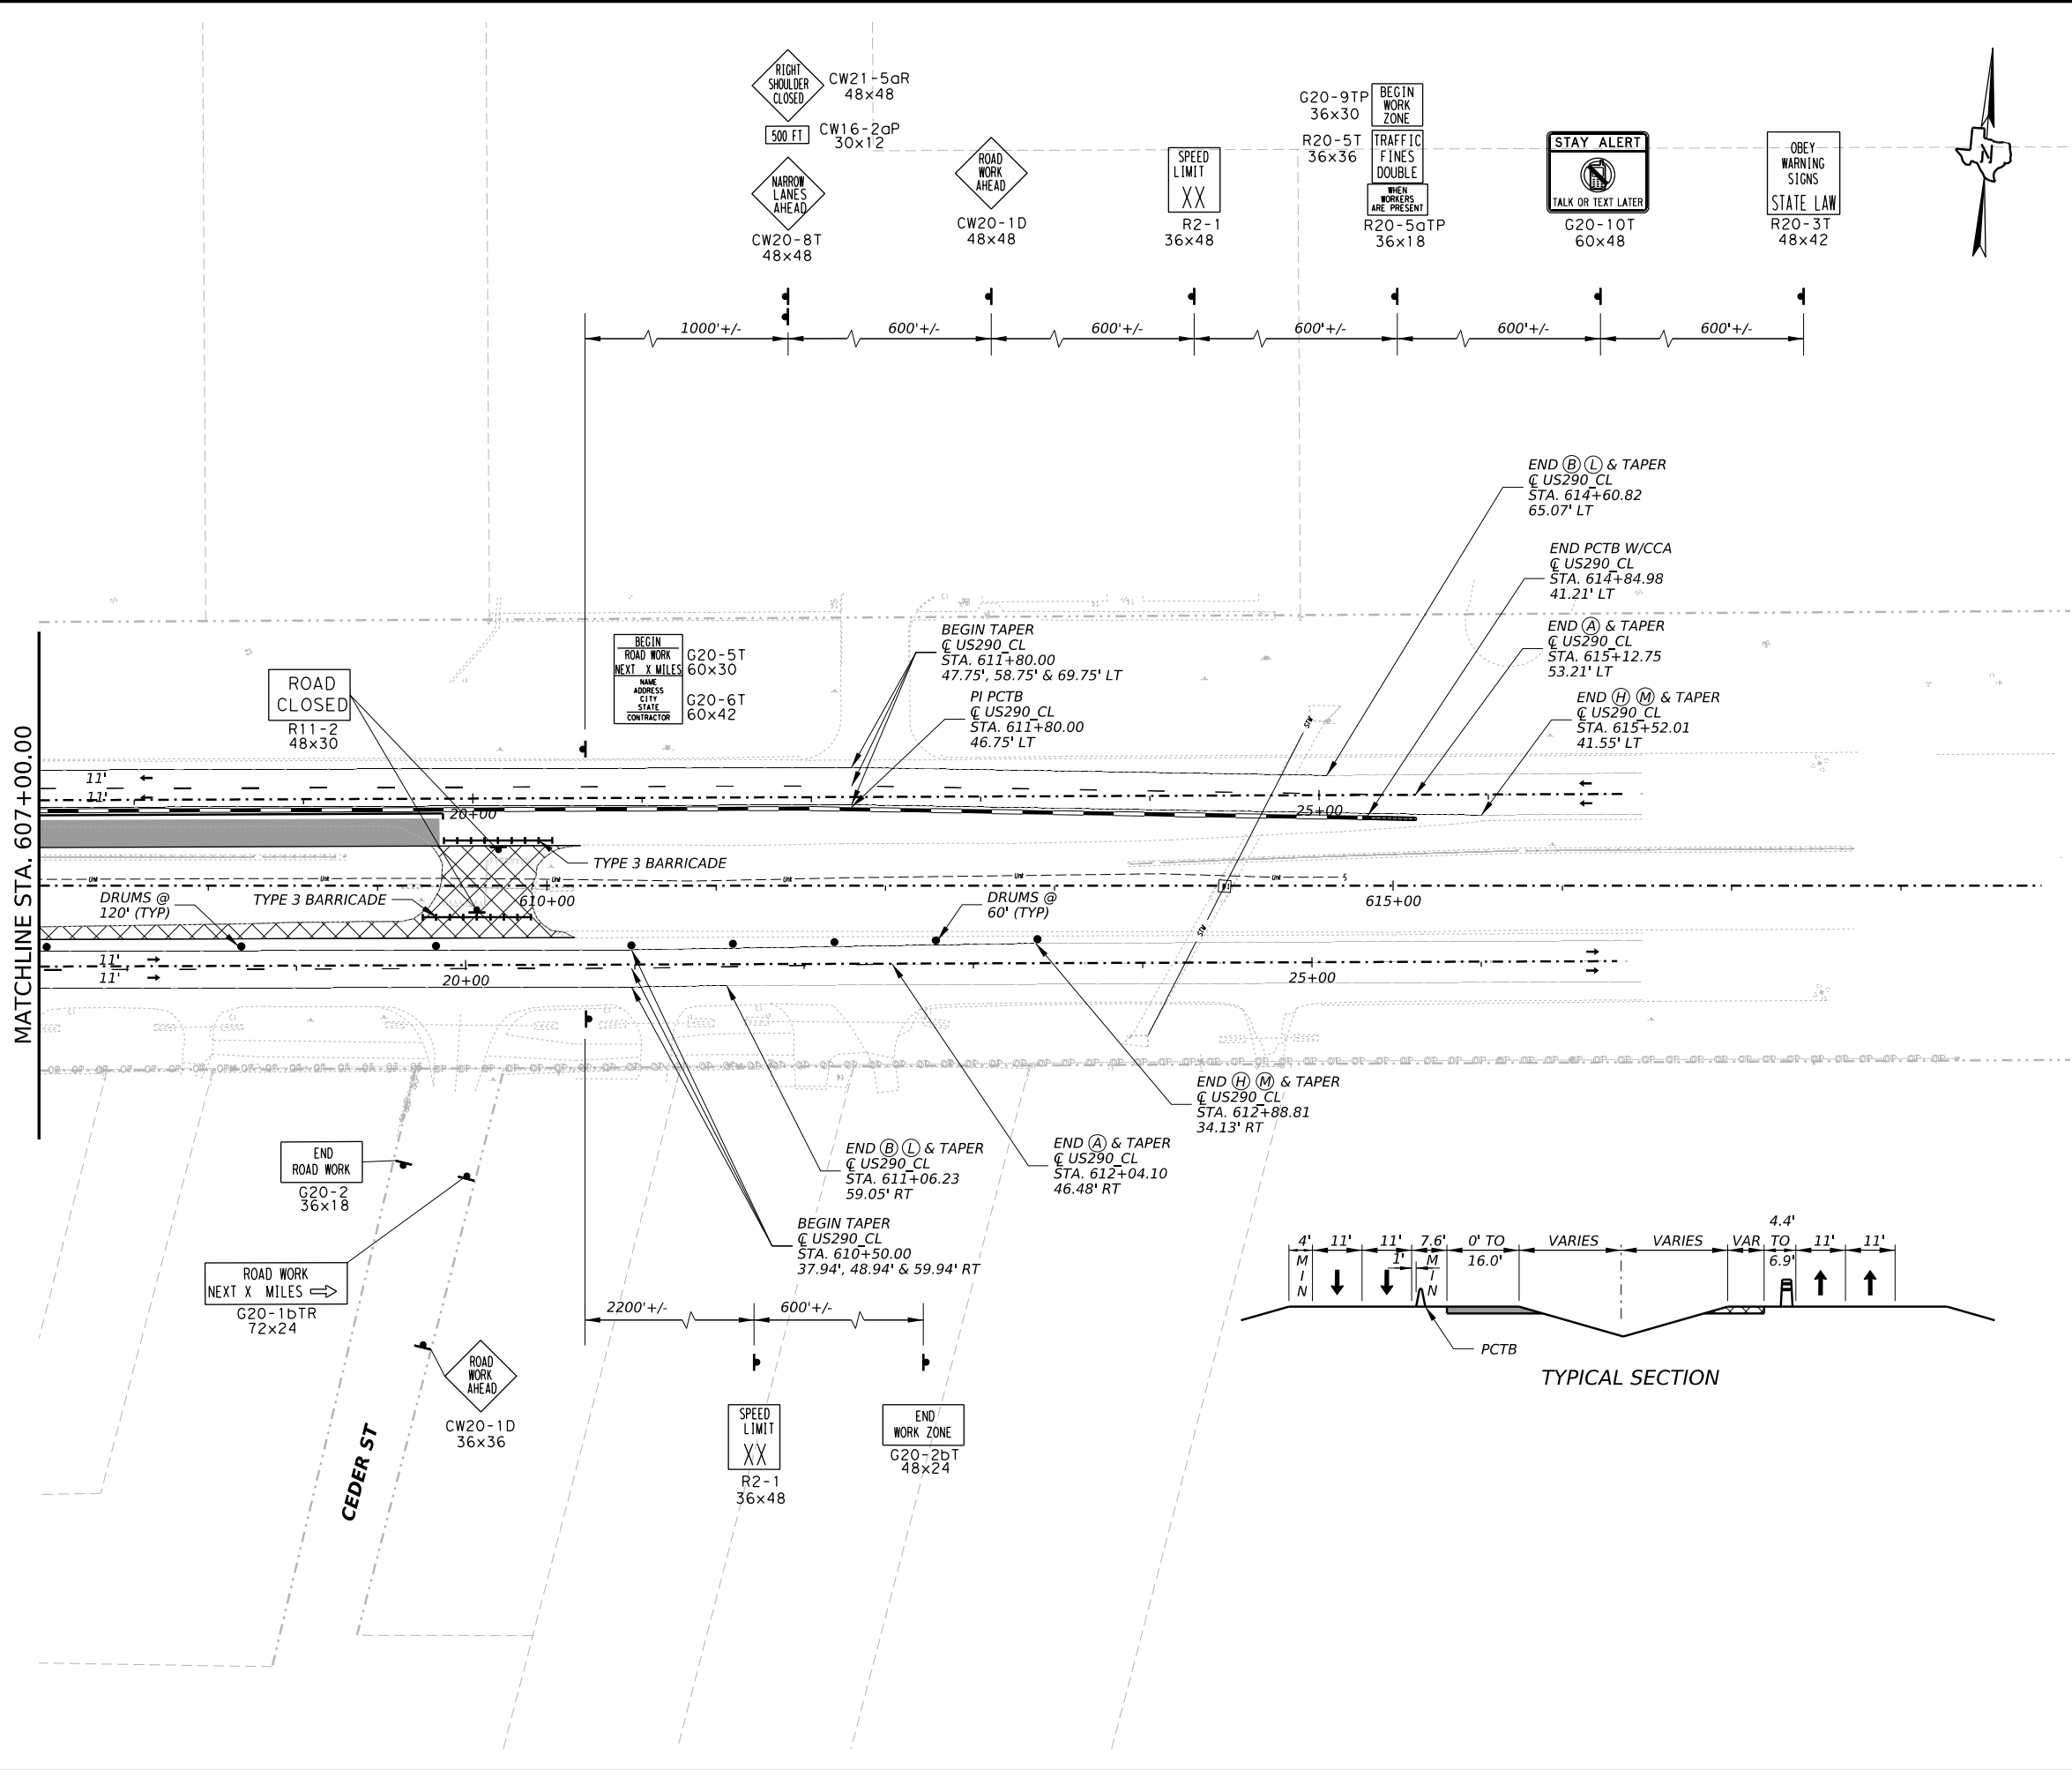 RIGHT
SHOULDER
CLOSED
CW21-5aR
48x48
500 FT
CW16-2aP
30x12
NARROW
LANES
AHEAD
CW20-8T
48x48
ROAD
WORK
AHEAD
CW20-1D
48x48
SPEED
LIMIT
XX
R2-1
36x48
G20-9TP
36x30
BEGIN
WORK
ZONE
R20-5T
36x36
TRAFFIC
FINES
DOUBLE
WHEN
WORKERS
ARE PRESENT
R20-5aTP
36x18
STAY ALERT
TALK OR TEXT LATER
G20-10T
60x48
OBEY
WARNING
SIGNS
STATE LAW
R20-3T
48x42
N
1000'+/-
600'+/-
600'+/-
600'+/-
600'+/-
600'+/-
END B L & TAPER
℄ US290_CL
STA. 614+60.82
65.07' LT
END PCTB W/CCA
℄ US290_CL
STA. 614+84.98
41.21' LT
END A & TAPER
℄ US290_CL
STA. 615+12.75
53.21' LT
END H M & TAPER
℄ US290_CL
STA. 615+52.01
41.55' LT
BEGIN TAPER
℄ US290_CL
STA. 611+80.00
47.75', 58.75' & 69.75' LT
PI PCTB
℄ US290_CL
STA. 611+80.00
46.75' LT
BEGIN
ROAD WORK
NEXT X MILES
G20-5T
60x30
NAME
ADDRESS
CITY
STATE
CONTRACTOR
G20-6T
60x42
ROAD
CLOSED
R11-2
48x30
MATCHLINE STA. 607+00.00
11'
11'
20+00
25+00
TYPE 3 BARRICADE
DRUMS @
120' (TYP)
TYPE 3 BARRICADE
610+00
DRUMS @
60' (TYP)
615+00
STW
STW
11'
11'
20+00
25+00
END H M & TAPER
℄ US290_CL
STA. 612+88.81
34.13' RT
END A & TAPER
℄ US290_CL
STA. 612+04.10
46.48' RT
END B L & TAPER
℄ US290_CL
STA. 611+06.23
59.05' RT
BEGIN TAPER
℄ US290_CL
STA. 610+50.00
37.94', 48.94' & 59.94' RT
END
ROAD WORK
G20-2
36x18
ROAD WORK
NEXT X MILES
G20-1bTR
72x24
ROAD
WORK
AHEAD
CW20-1D
36x36
CEDER ST
2200'+/-
600'+/-
SPEED
LIMIT
XX
R2-1
36x48
END
WORK ZONE
G20-2bT
48x24
4'
MIN
11'
11'
7.6'
MIN
1'
0' TO
16.0'
VARIES
VARIES
VAR
4.4'
TO
6.9'
11'
11'
PCTB
TYPICAL SECTION